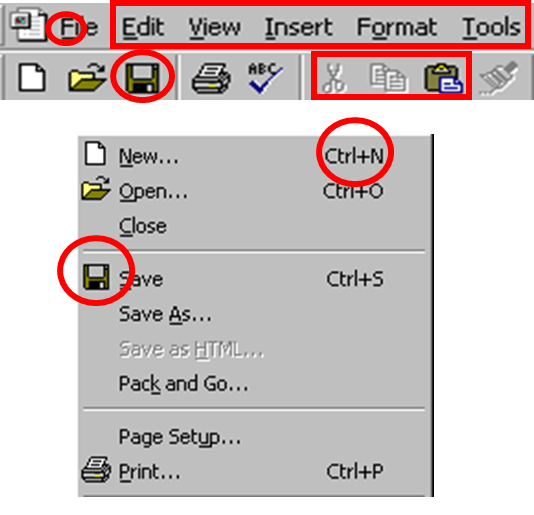 File Edit View Insert Format Tools
ABC
New... Ctrl+N
Open... Ctrl+O
Close
Save Ctrl+S
Save As...
Save as HTML...
Pack and Go...
Page Setup...
Print... Ctrl+P